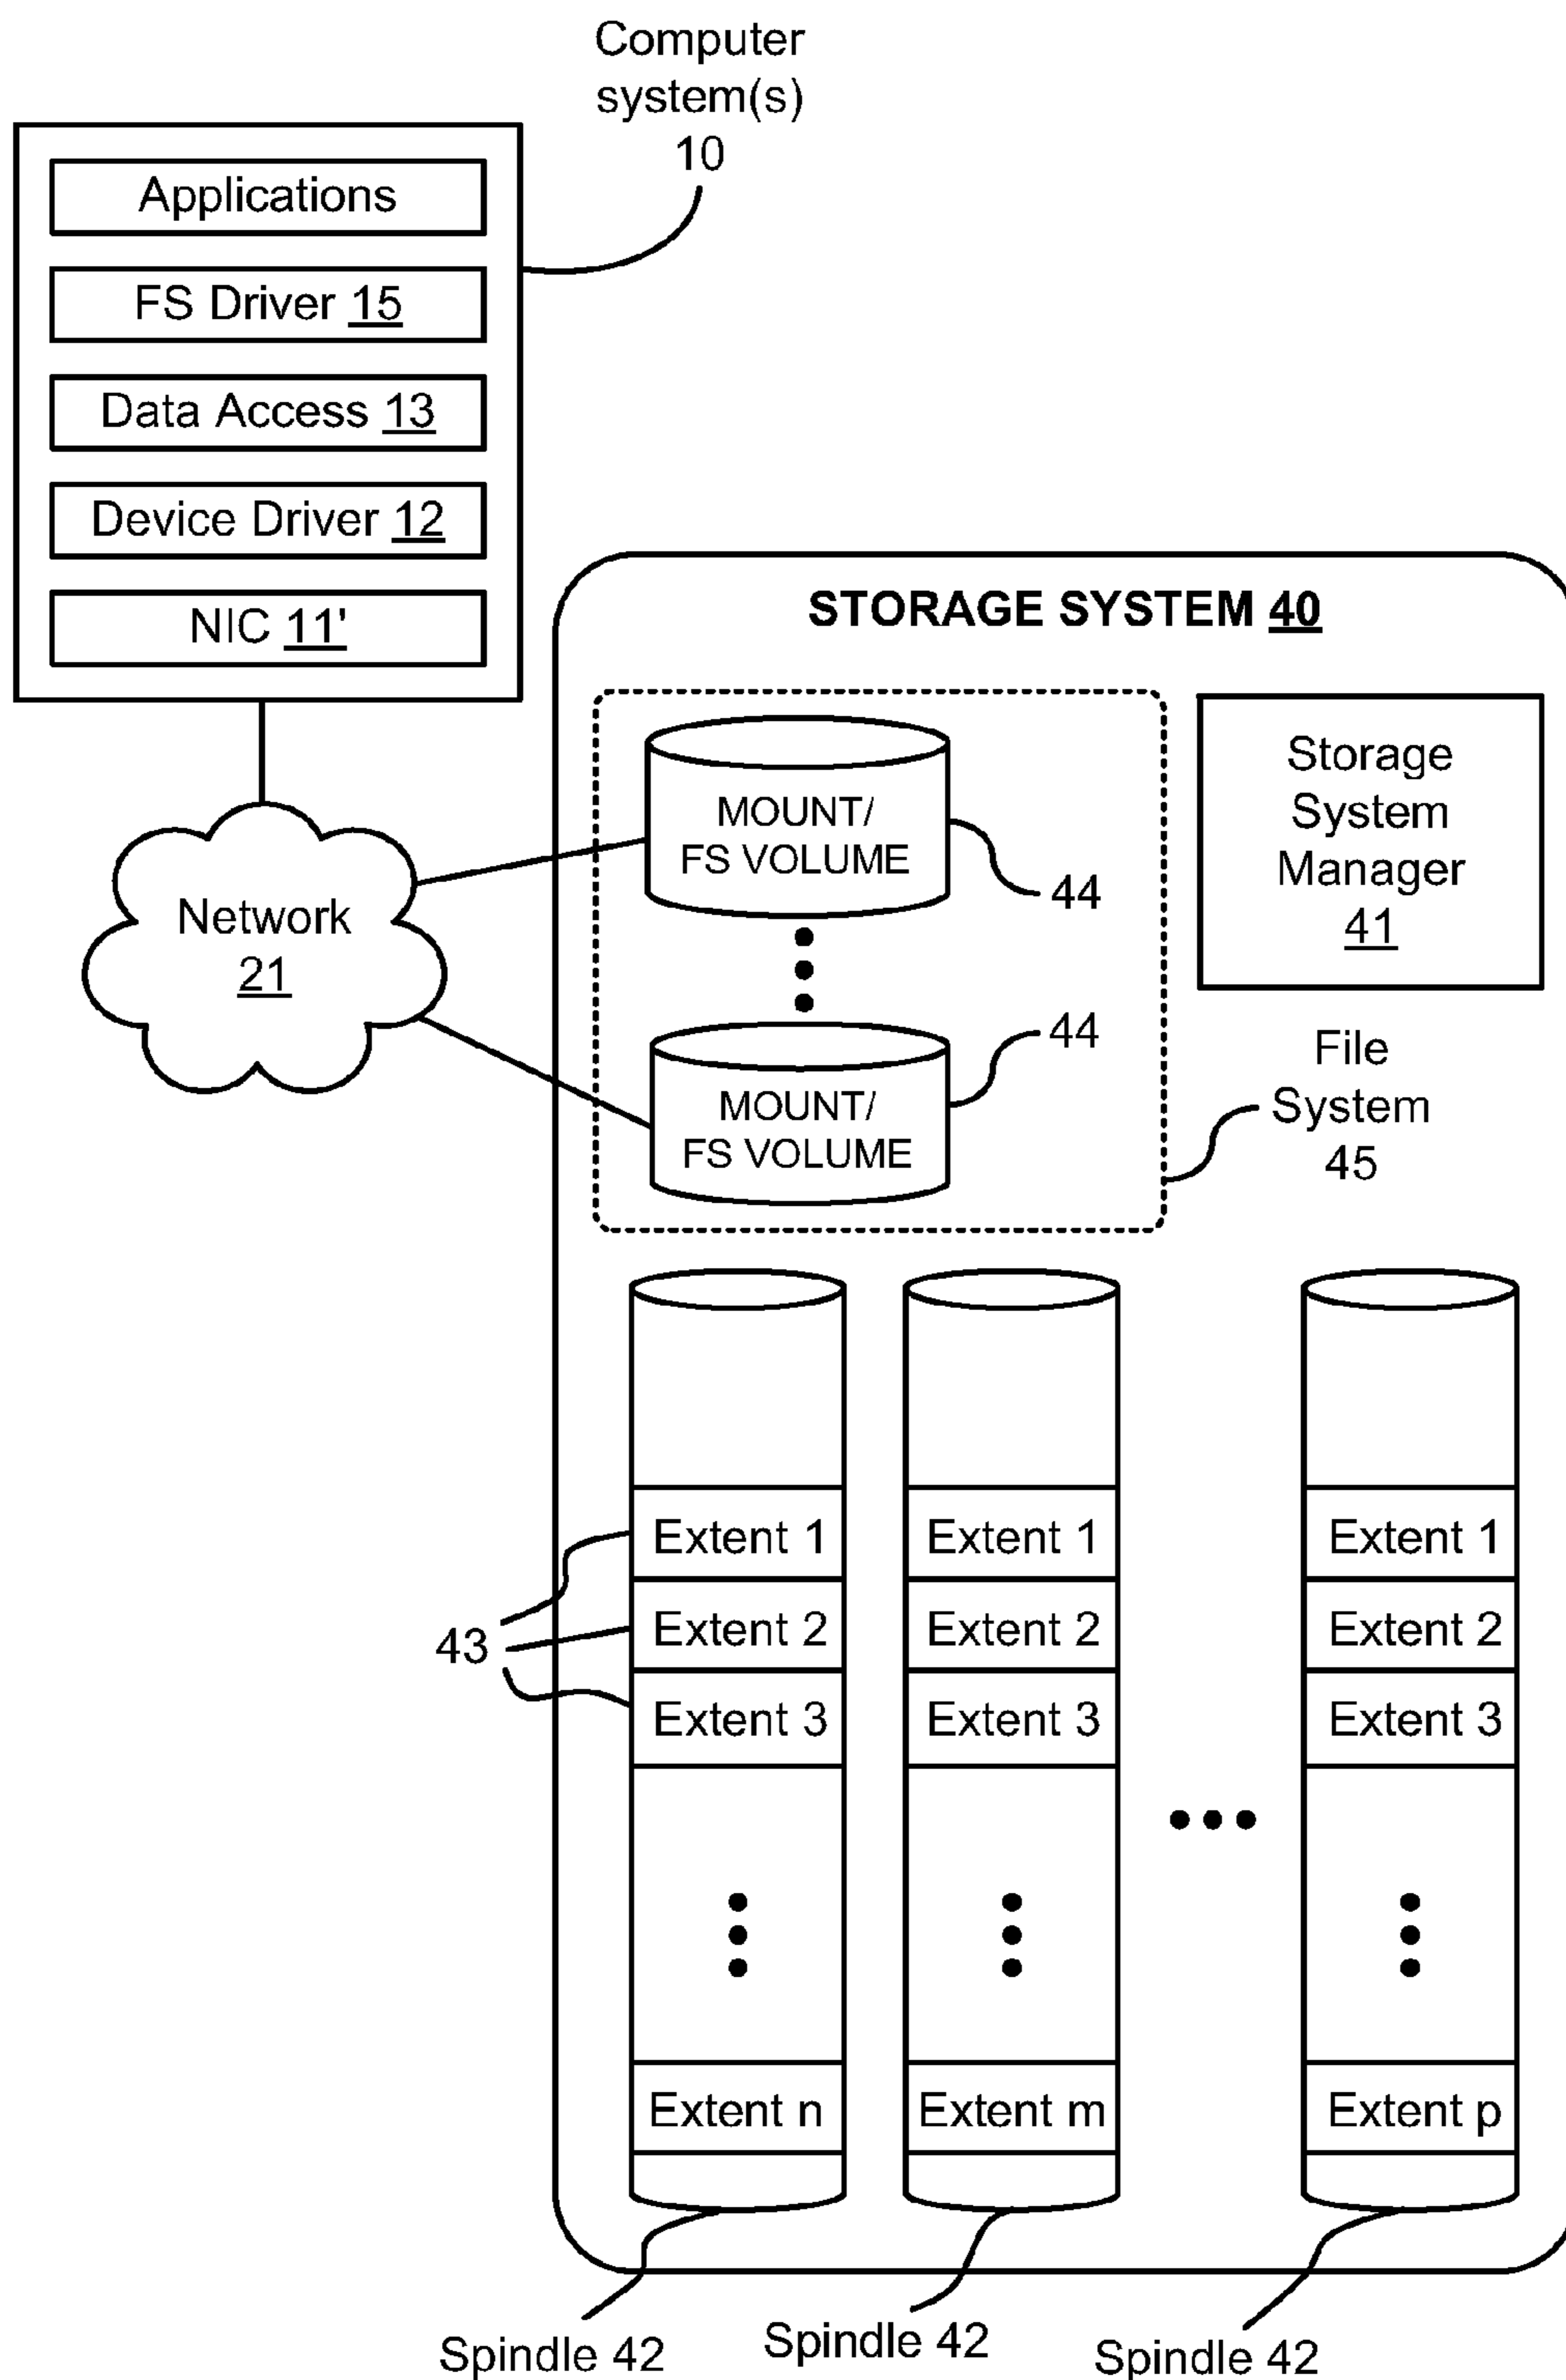 Computer
system(s)
10
Applications
FS Driver 15
Data Access 13
Device Driver 12
NIC 11'
Network
21
STORAGE SYSTEM 40
MOUNT/
FS VOLUME
44
MOUNT/
FS VOLUME
44
Storage
System
Manager
41
File
System
45
Extent 1
Extent 2
Extent 3
Extent n
43
Extent 1
Extent 2
Extent 3
Extent m
Extent 1
Extent 2
Extent 3
Extent p
Spindle 42
Spindle 42
Spindle 42